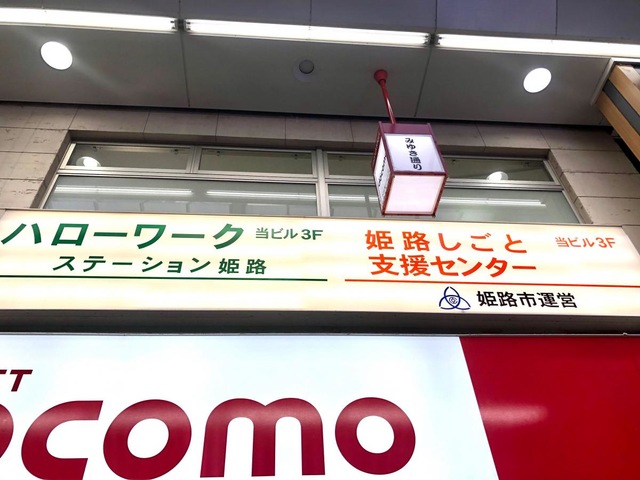 みゆき通り
ハローワーク 当ビル3F
ステーション姫路
姫路しごと 当ビル3F
支援センター
姫路市運営
ocomo